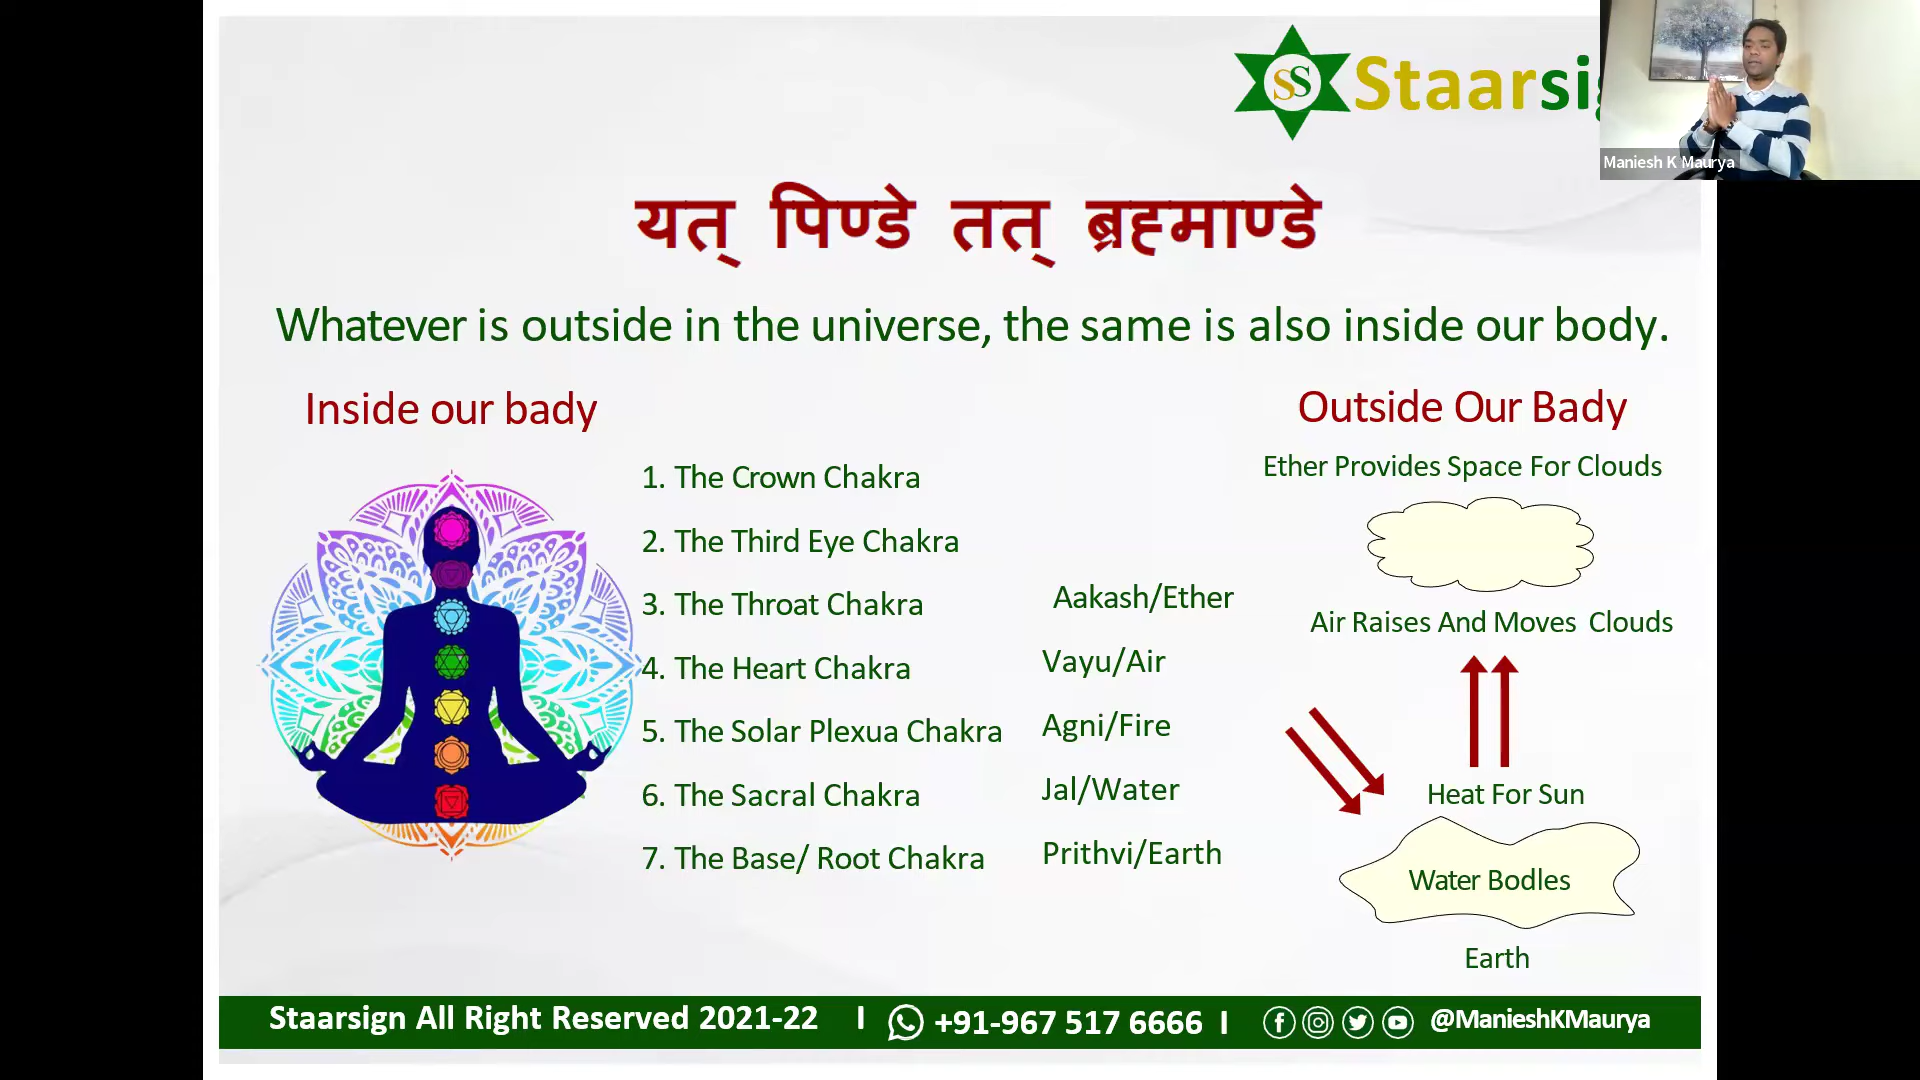 SS Staarsi
Maniesh K Maurya
यत् पिण्डे तत् ब्रह्माण्डे
Whatever is outside in the universe, the same is also inside our body.
Inside our bady
1. The Crown Chakra
2. The Third Eye Chakra
3. The Throat Chakra
4. The Heart Chakra
5. The Solar Plexua Chakra
6. The Sacral Chakra
7. The Base/ Root Chakra
Aakash/Ether
Vayu/Air
Agni/Fire
Jal/Water
Prithvi/Earth
Outside Our Bady
Ether Provides Space For Clouds
Air Raises And Moves Clouds
Heat For Sun
Water Bodles
Earth
Staarsign All Right Reserved 2021-22 I +91-967 517 6666 I @ManieshKMaurya